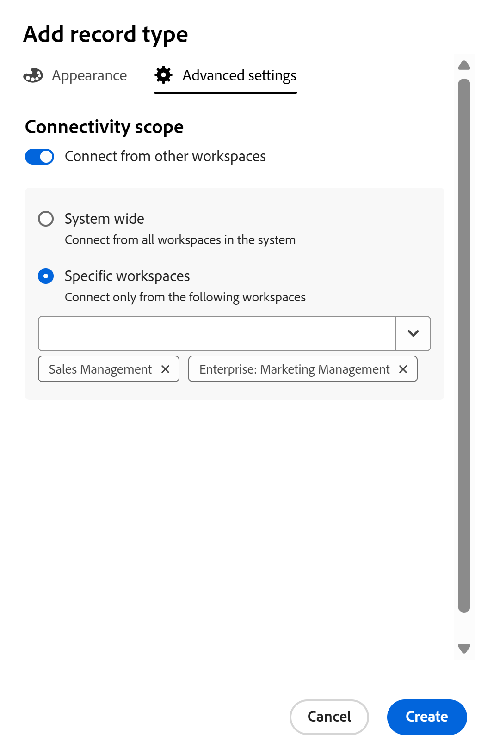 Add record type
Appearance
Advanced settings
Connectivity scope
Connect from other workspaces
System wide
Connect from all workspaces in the system
Specific workspaces
Connect only from the following workspaces
Sales Management
Enterprise: Marketing Management
Cancel
Create